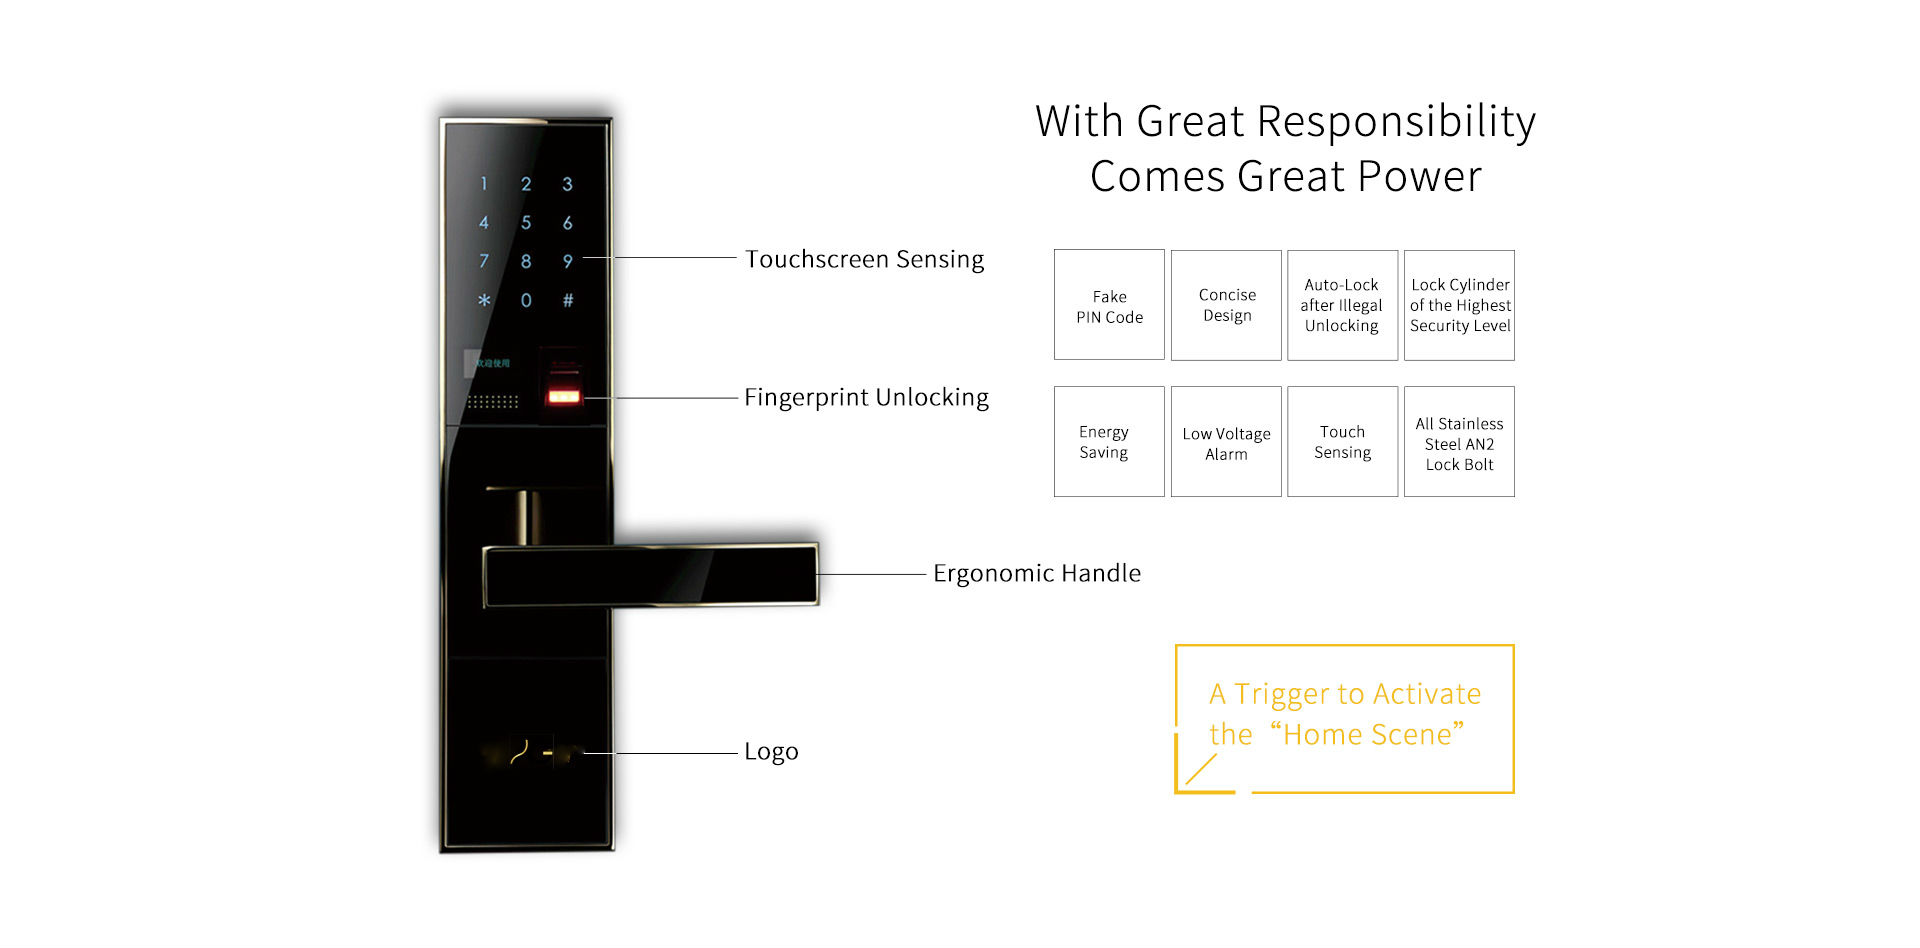 With Great Responsibility
Comes Great Power
1 2 3
4 5 6
7 8 9
* 0 #
欢迎使用
Touchscreen Sensing
Fingerprint Unlocking
Ergonomic Handle
Logo
Fake
PIN Code
Concise
Design
Auto-Lock
after Illegal
Unlocking
Lock Cylinder
of the Highest
Security Level
Energy
Saving
Low Voltage
Alarm
Touch
Sensing
All Stainless
Steel AN2
Lock Bolt
A Trigger to Activate
the “Home Scene”